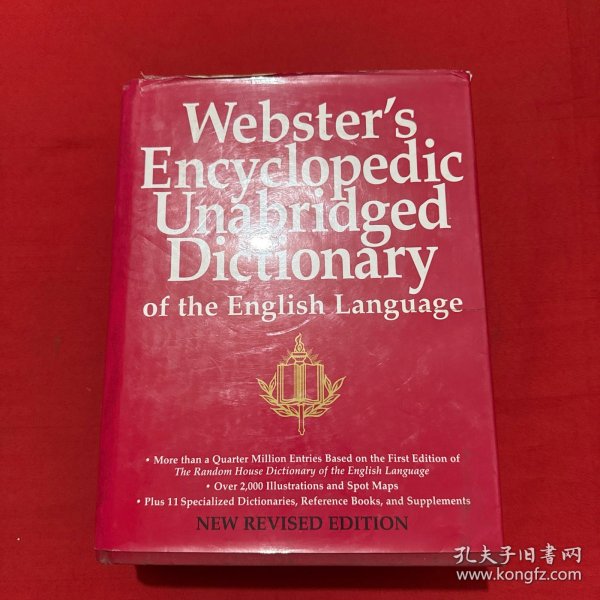 Webster's
Encyclopedic
Unabridged
Dictionary
of the English Language
• More than a Quarter Million Entries Based on the First Edition of
The Random House Dictionary of the English Language
• Over 2,000 Illustrations and Spot Maps
• Plus 11 Specialized Dictionaries, Reference Books, and Supplements
NEW REVISED EDITION
孔夫子旧書网
www.kongfz.com